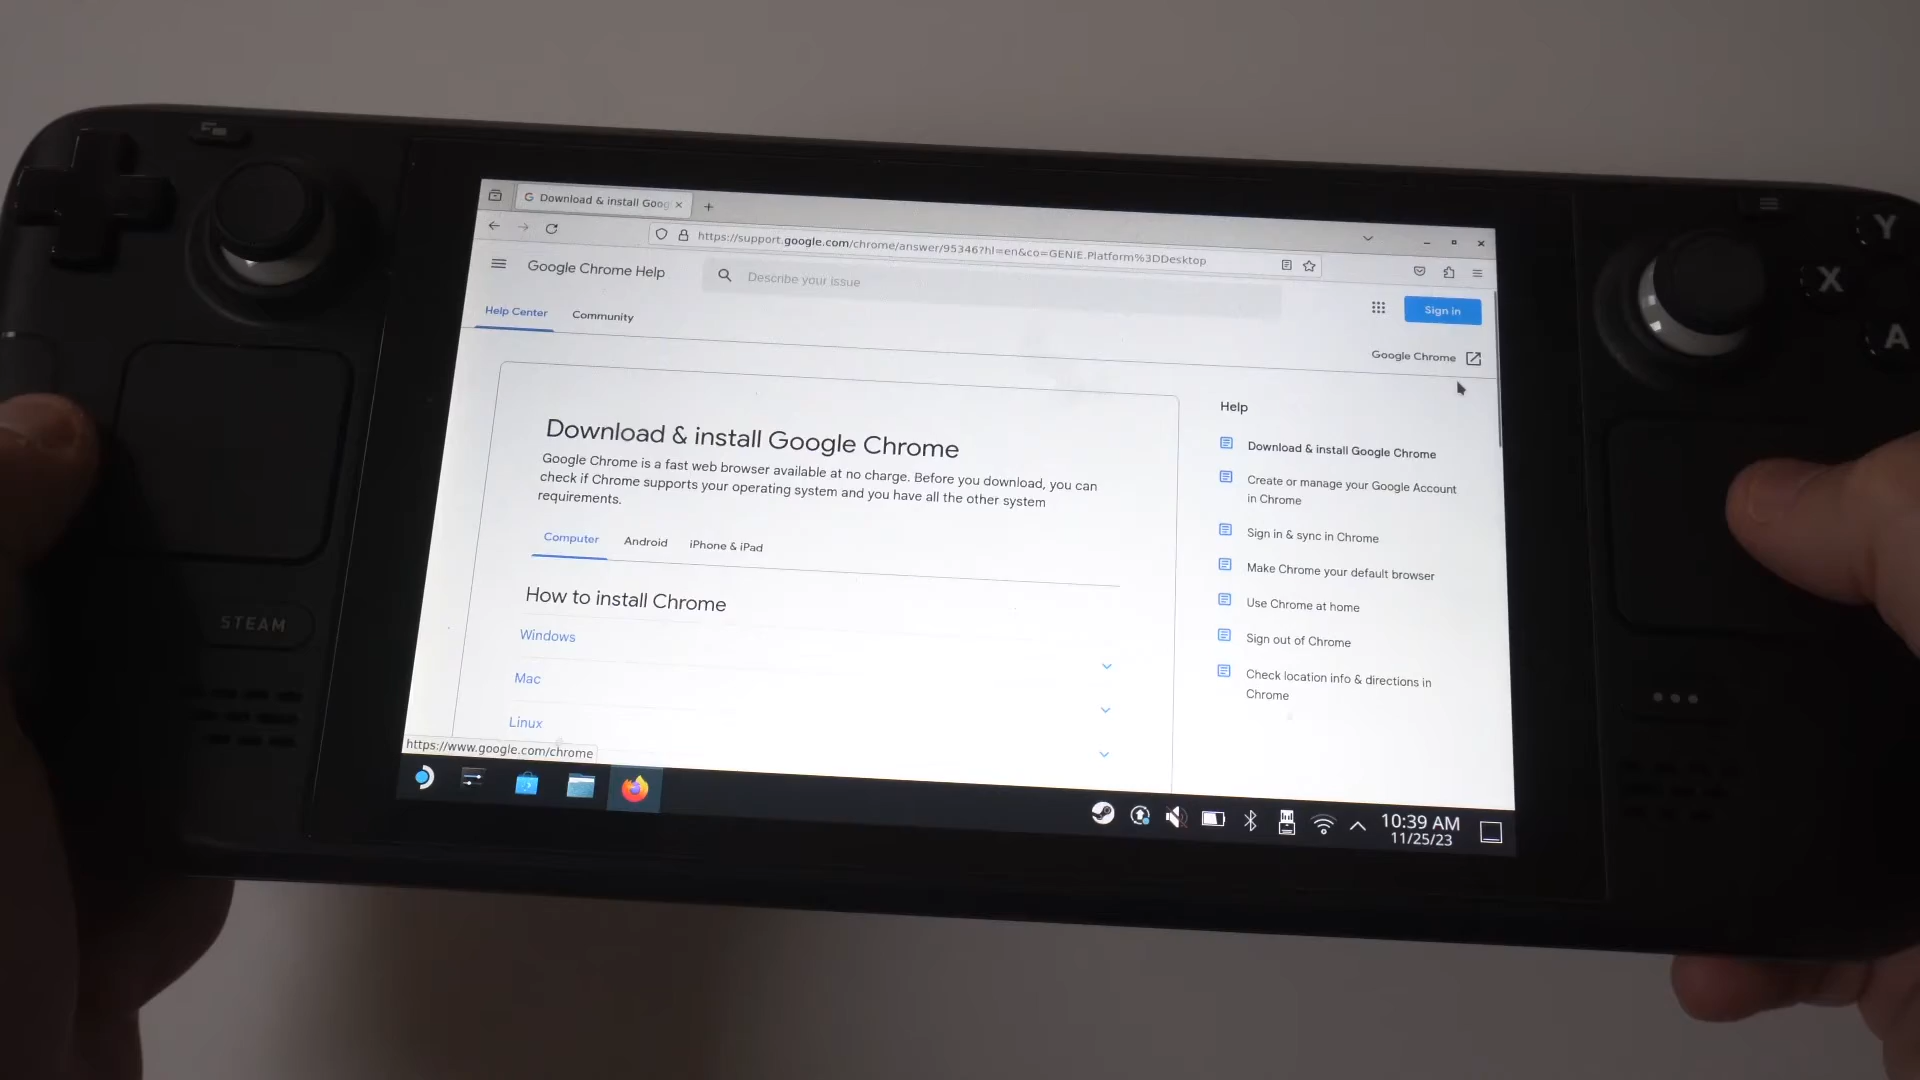 Download & install Goog
https://support.google.com/chrome/answer/95346?hl=en&co=GENIE.Platform%3DDesktop
Google Chrome Help
Describe your issue
Sign in
Help Center
Community
Google Chrome
Download & install Google Chrome
Google Chrome is a fast web browser available at no charge. Before you download, you can
check if Chrome supports your operating system and you have all the other system
requirements.
Computer
Android
iPhone & iPad
How to install Chrome
Windows
Mac
Linux
https://www.google.com/chrome
Help
Download & install Google Chrome
Create or manage your Google Account
in Chrome
Sign in & sync in Chrome
Make Chrome your default browser
Use Chrome at home
Sign out of Chrome
Check location info & directions in
Chrome
10:39 AM
11/25/23
STEAM
Y
X
A